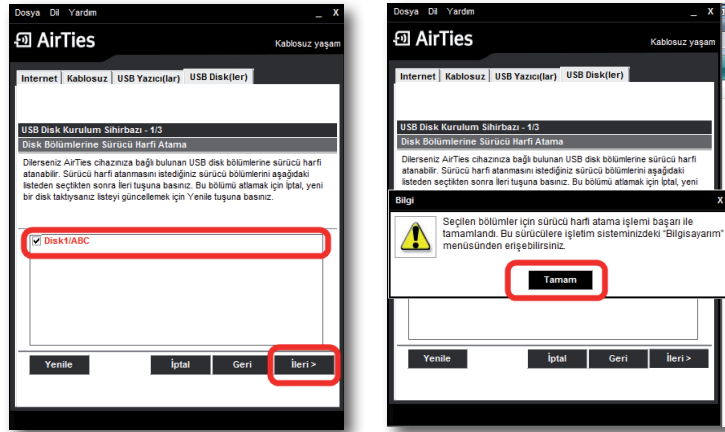 Dosya Dil Yardım _ X
AirTies
Kablosuz yaşam
Internet Kablosuz USB Yazıcı(lar) USB Disk(ler)
USB Disk Kurulum Sihirbazı - 1/3
Disk Bölümlerine Sürücü Harfi Atama
Dilerseniz AirTies cihazınıza bağlı bulunan USB disk bölümlerine sürücü harfi
atanabilir. Sürücü harfi atanmasını istediğiniz sürücü bölümlerini aşağıdaki
listeden seçtikten sonra İleri tuşuna basınız. Bu bölümü atlamak için İptal, yeni
bir disk taktıysanız listeyi güncellemek için Yenile tuşuna basınız.
Disk1/ABC
Yenile İptal Geri İleri >
Dosya Dil Yardım _ X
AirTies
Kablosuz yaşam
Internet Kablosuz USB Yazıcı(lar) USB Disk(ler)
USB Disk Kurulum Sihirbazı - 1/3
Disk Bölümlerine Sürücü Harfi Atama
Dilerseniz AirTies cihazınıza bağlı bulunan USB disk bölümlerine sürücü harfi
atanabilir. Sürücü harfi atanmasını istediğiniz sürücü bölümlerini aşağıdaki
listeden seçtikten sonra İleri tuşuna basınız. Bu bölümü atlamak için İptal, yeni
Bilgi X
Seçilen bölümler için sürücü harfi atama işlemi başarı ile
tamamlandı. Bu sürücülere işletim sisteminizdeki "Bilgisayarım"
menüsünden erişebilirsiniz.
Tamam
Yenile İptal Geri İleri >